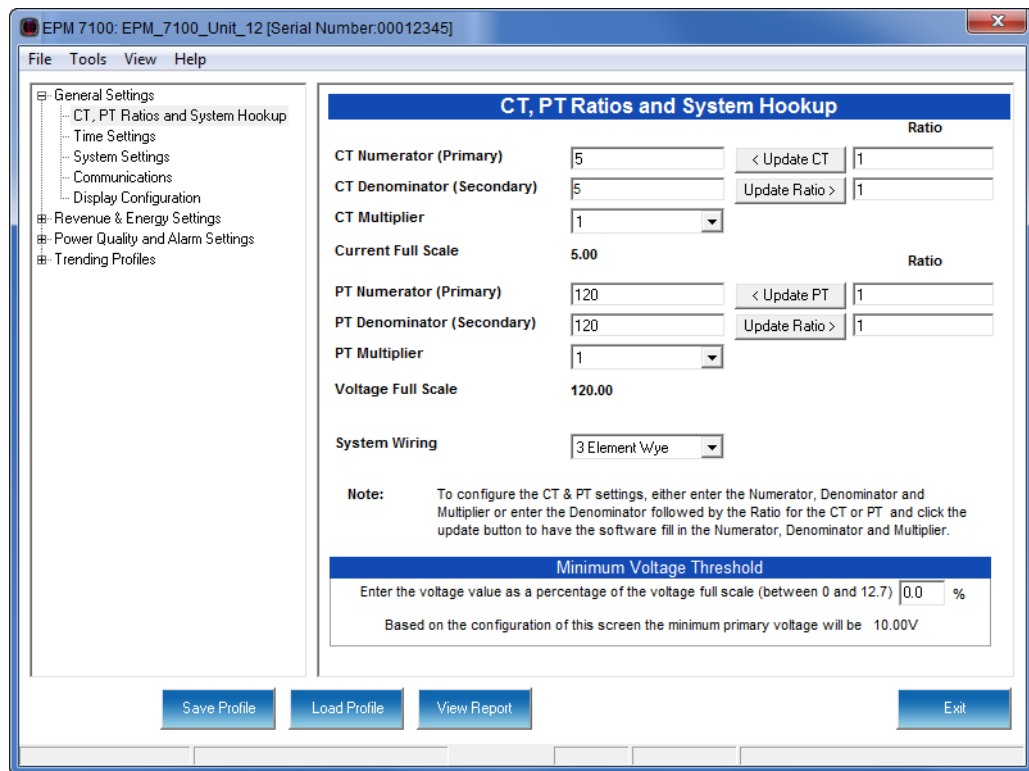 EPM 7100: EPM_7100_Unit_12 [Serial Number:00012345]
File Tools View Help
General Settings
CT, PT Ratios and System Hookup
Time Settings
System Settings
Communications
Display Configuration
Revenue & Energy Settings
Power Quality and Alarm Settings
Trending Profiles
CT, PT Ratios and System Hookup
Ratio
CT Numerator (Primary) 5 < Update CT 1
CT Denominator (Secondary) 5 Update Ratio > 1
CT Multiplier 1
Current Full Scale 5.00
Ratio
PT Numerator (Primary) 120 < Update PT 1
PT Denominator (Secondary) 120 Update Ratio > 1
PT Multiplier 1
Voltage Full Scale 120.00
System Wiring 3 Element Wye
Note: To configure the CT & PT settings, either enter the Numerator, Denominator and
Multiplier or enter the Denominator followed by the Ratio for the CT or PT and click the
update button to have the software fill in the Numerator, Denominator and Multiplier.
Minimum Voltage Threshold
Enter the voltage value as a percentage of the voltage full scale (between 0 and 12.7) 0.0 %
Based on the configuration of this screen the minimum primary voltage will be 10.00V
Save Profile Load Profile View Report Exit